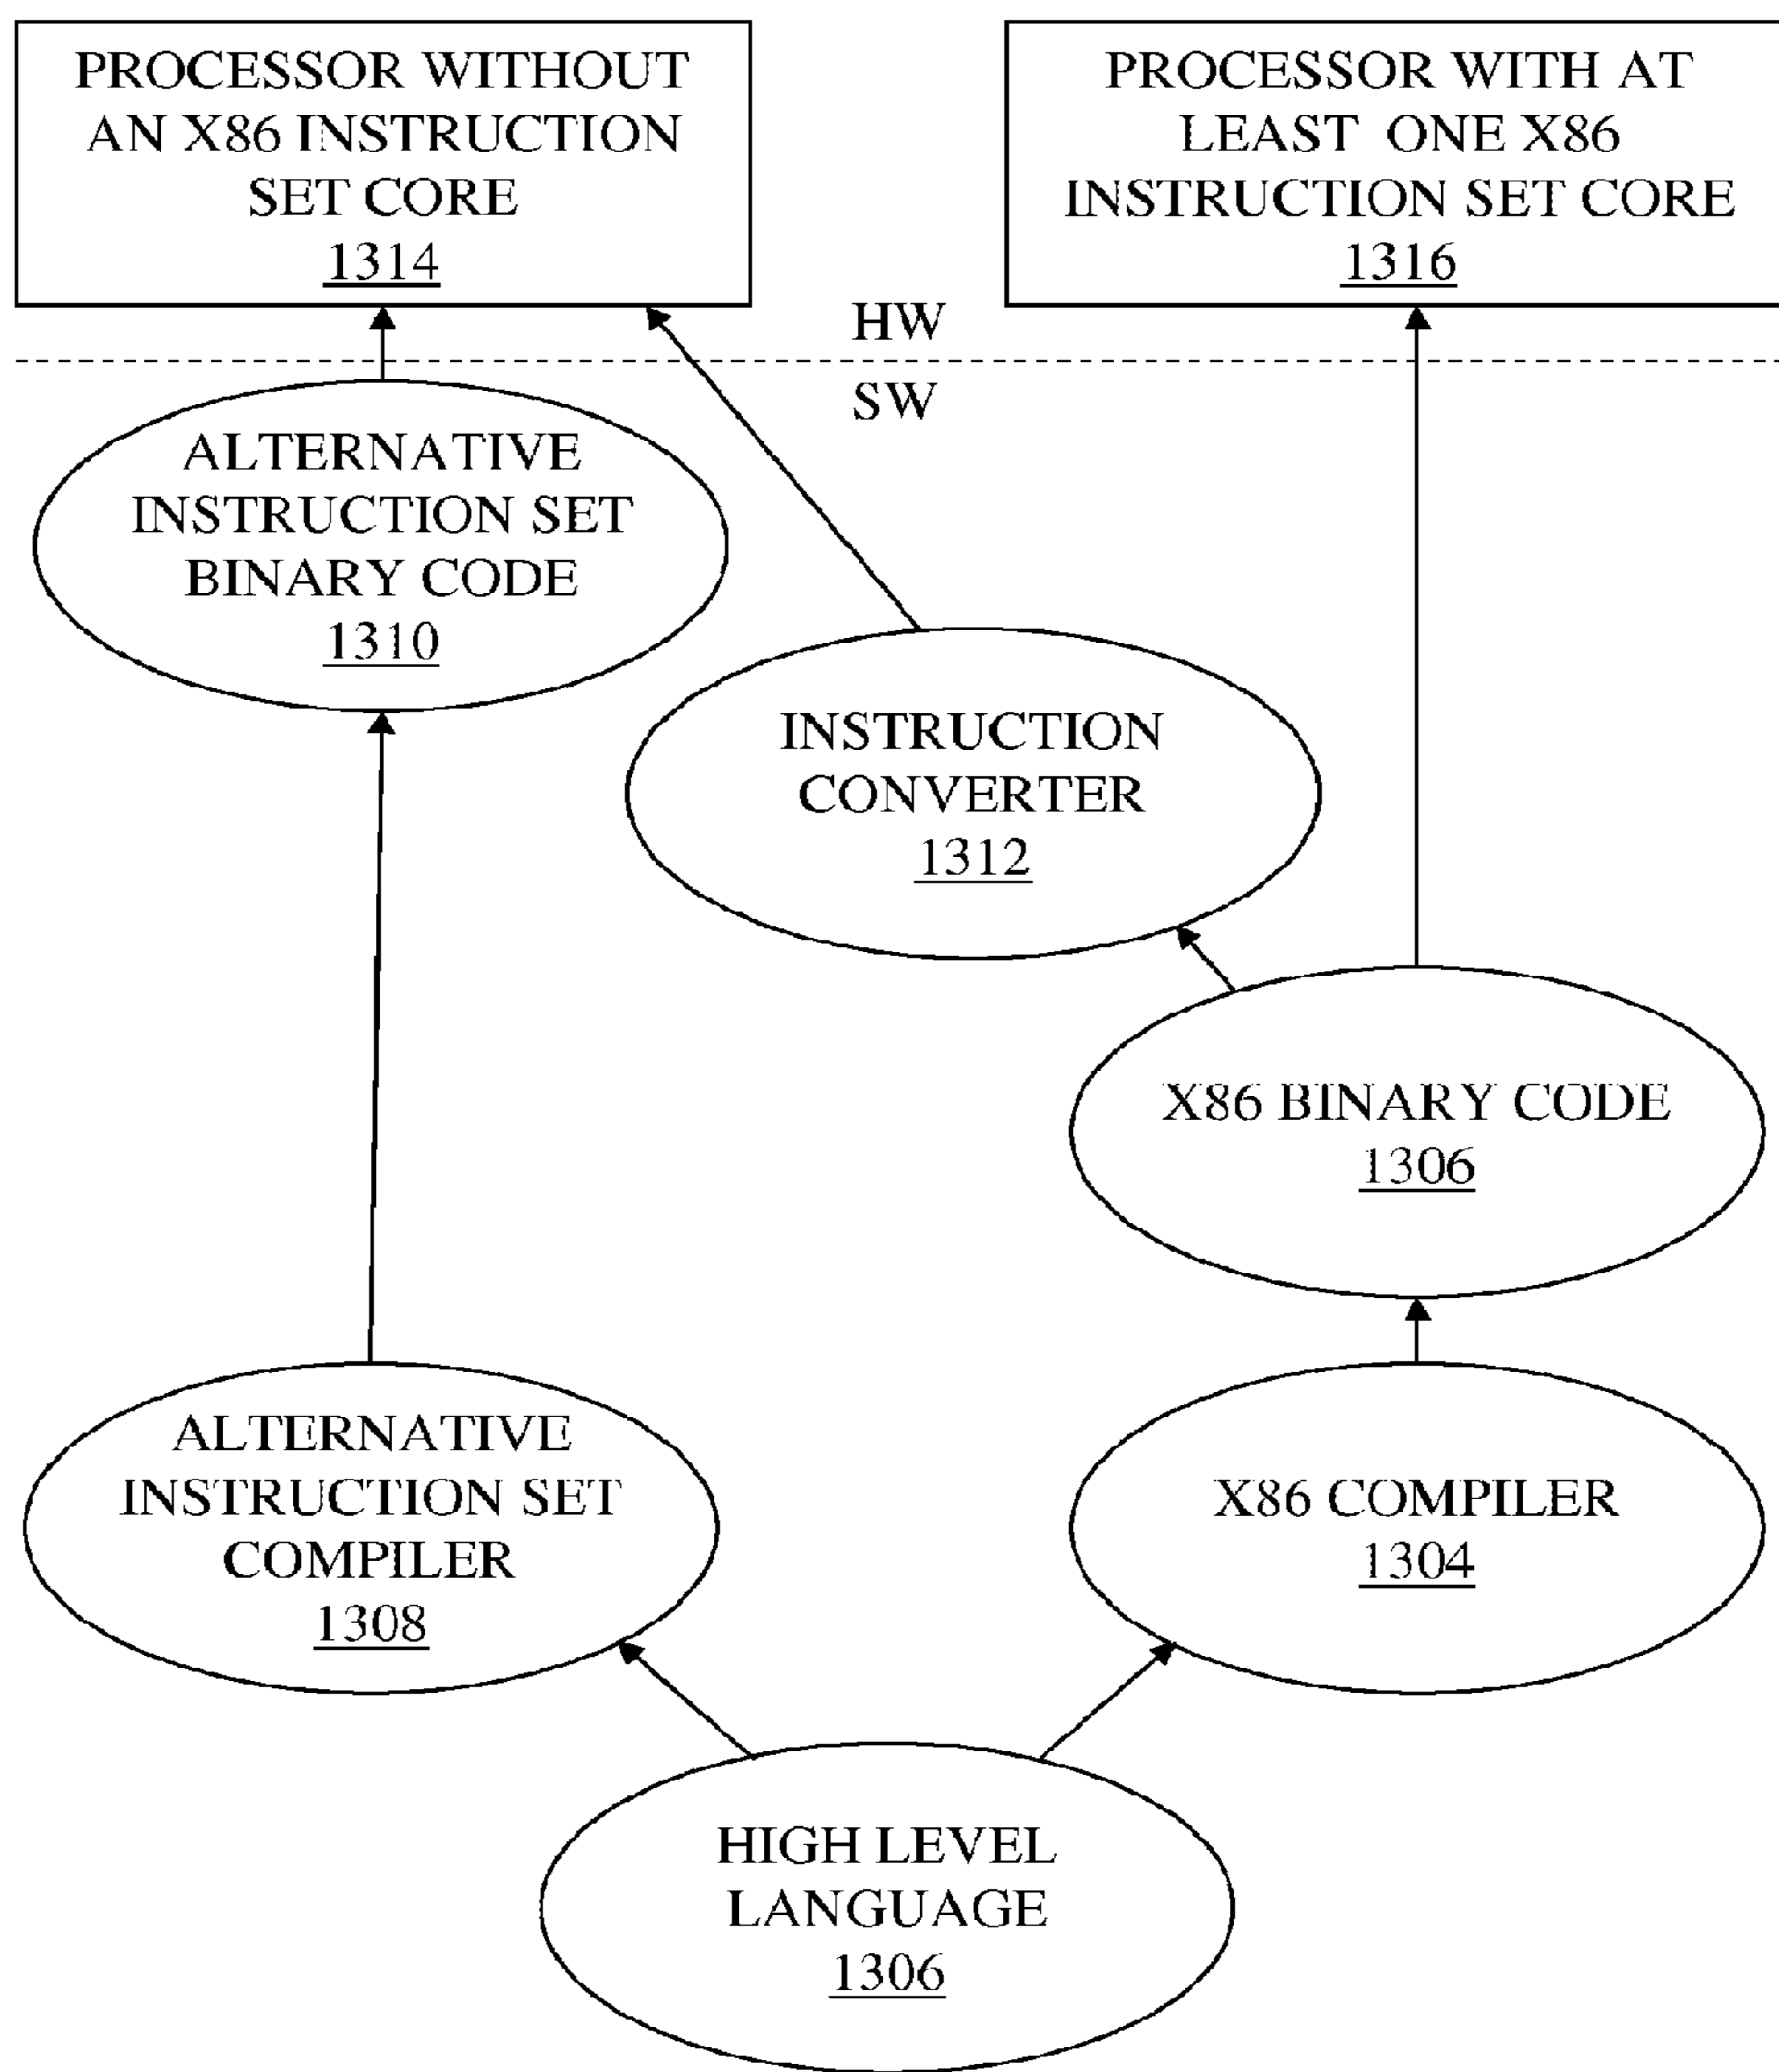 PROCESSOR WITHOUT
AN X86 INSTRUCTION
SET CORE
1314
PROCESSOR WITH AT
LEAST ONE X86
INSTRUCTION SET CORE
1316
HW
SW
ALTERNATIVE
INSTRUCTION SET
BINARY CODE
1310
INSTRUCTION
CONVERTER
1312
X86 BINARY CODE
1306
ALTERNATIVE
INSTRUCTION SET
COMPILER
1308
X86 COMPILER
1304
HIGH LEVEL
LANGUAGE
1306